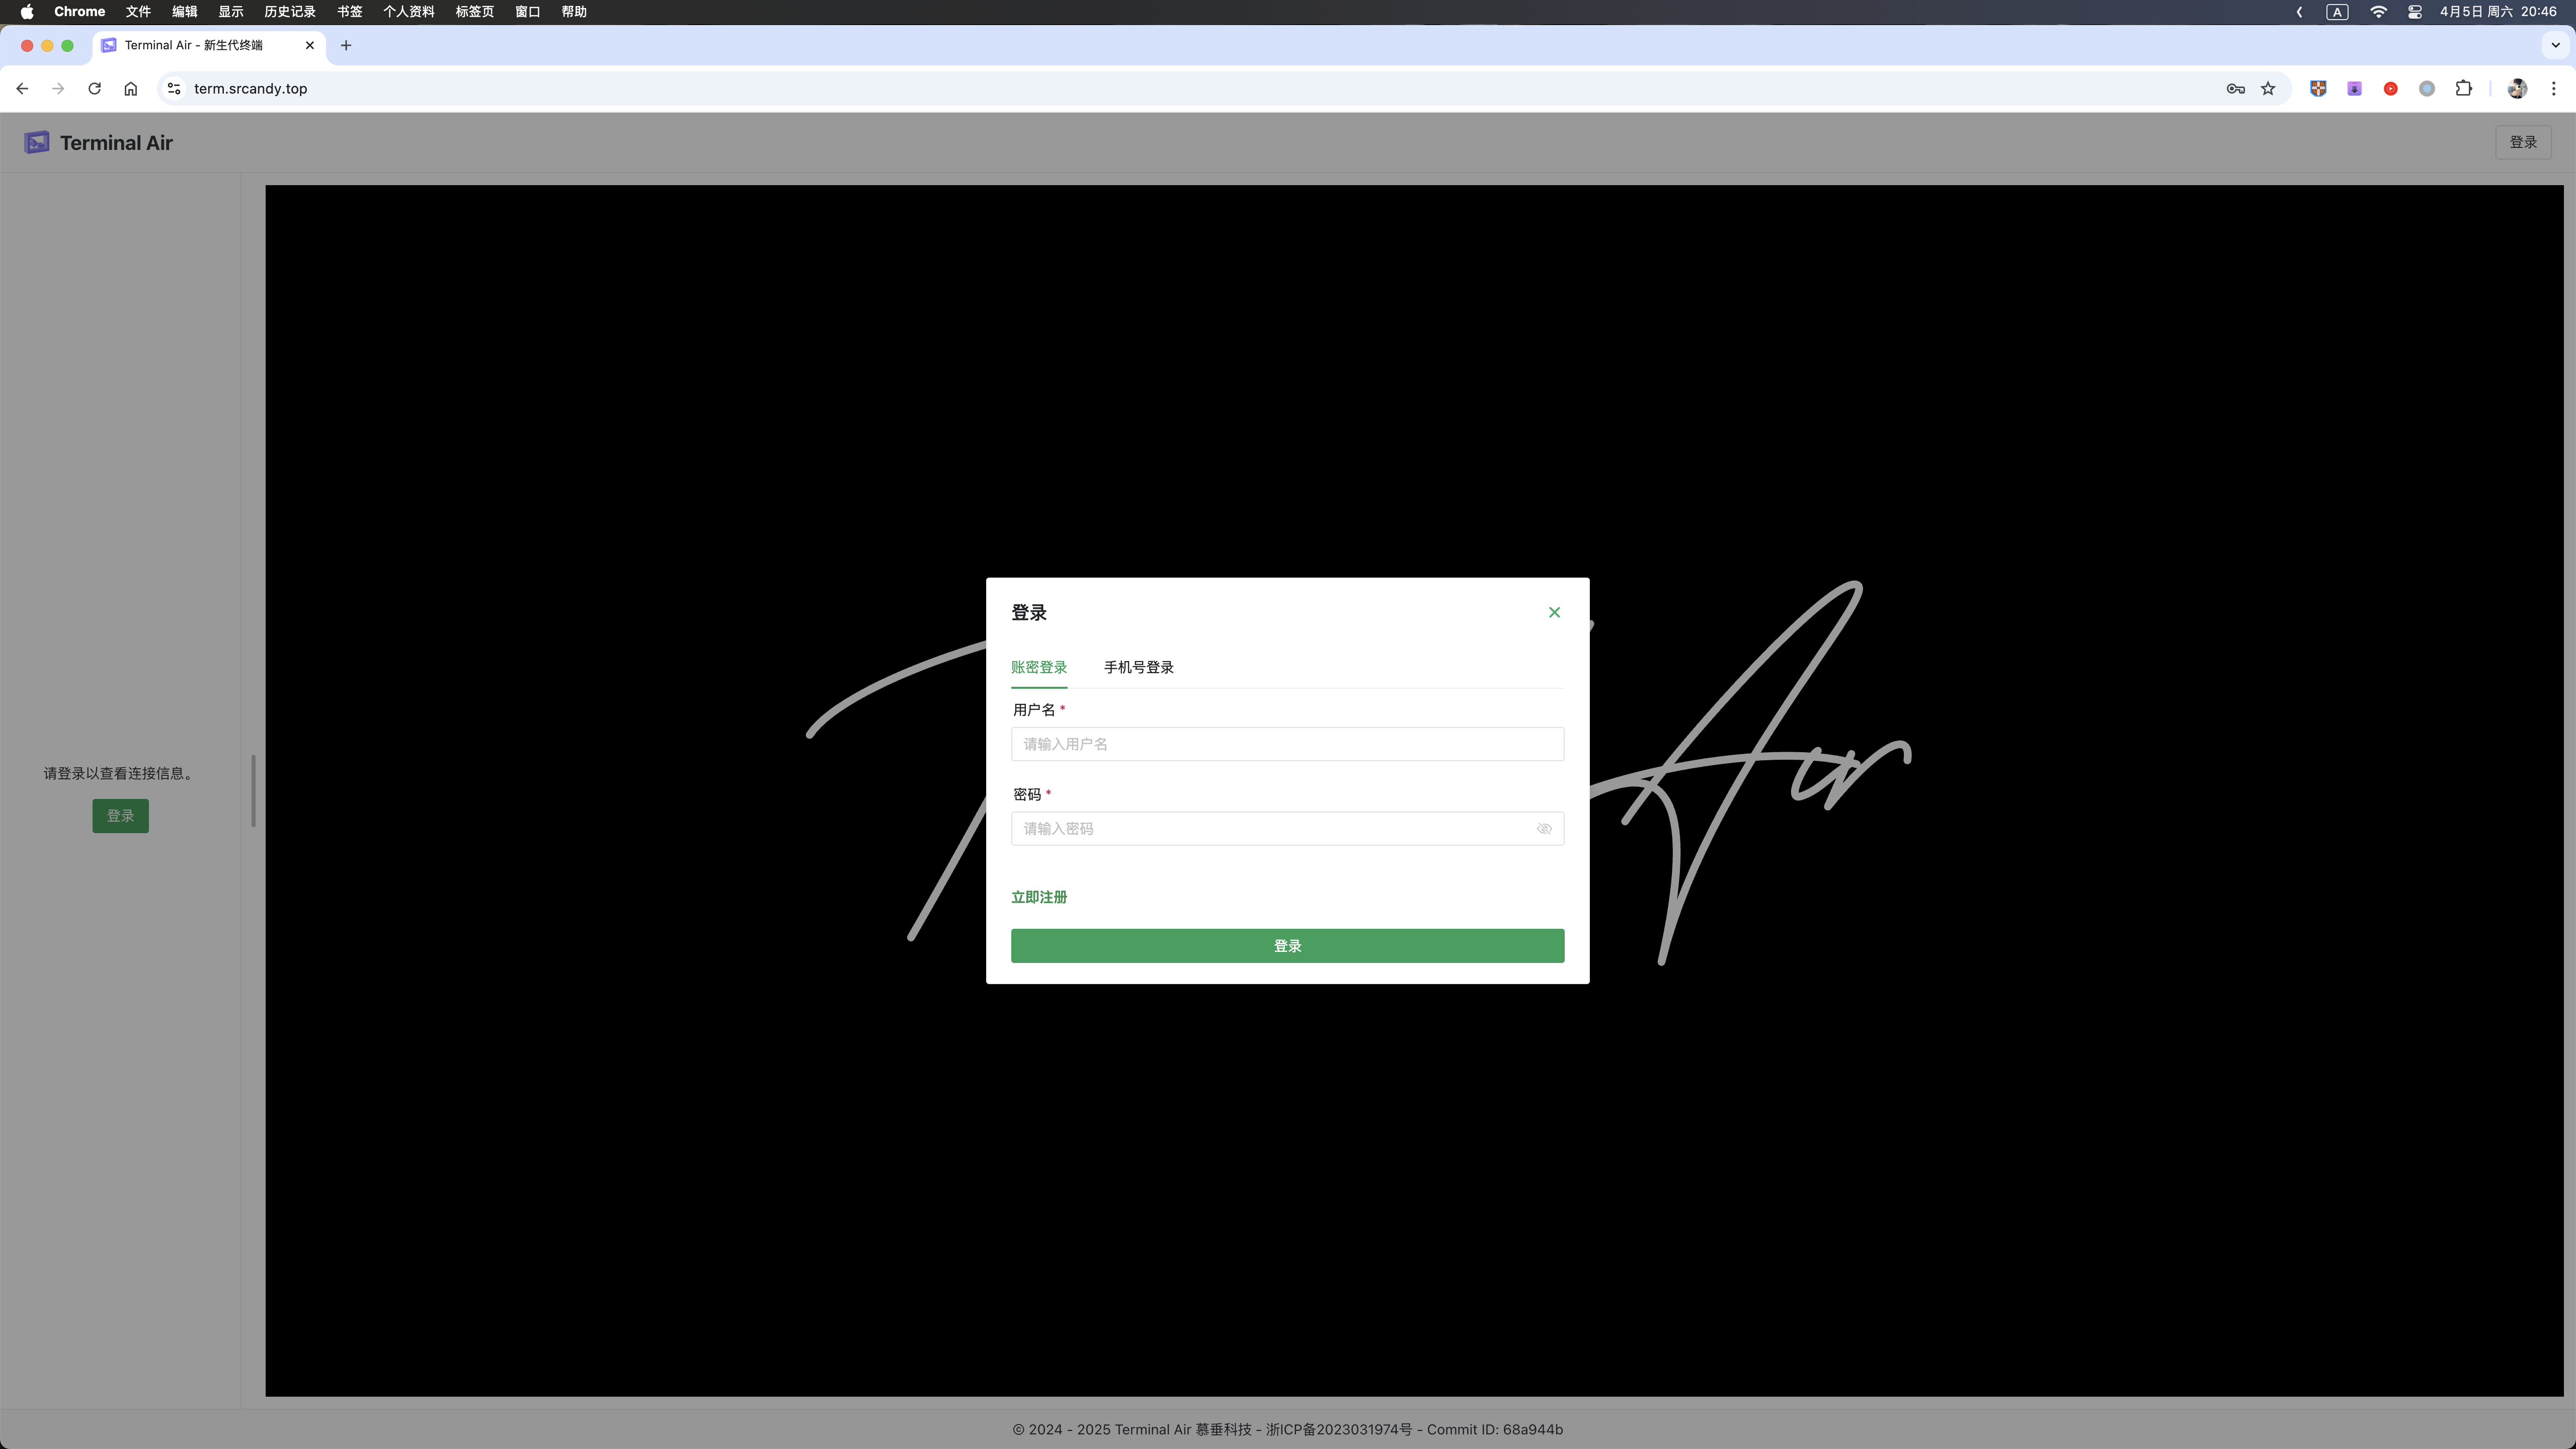 Chrome 文件 编辑 显示 历史记录 书签 个人资料 标签页 窗口 帮助 A 4月5日 周六 20:46
Terminal Air - 新生代终端
term.srcandy.top
Terminal Air 登录
登录
账密登录 手机号登录
用户名 *
请输入用户名
密码 *
请输入密码
立即注册
登录
请登录以查看连接信息。
登录
Air
© 2024 - 2025 Terminal Air 慕垂科技 - 浙ICP备2023031974号 - Commit ID: 68a944b